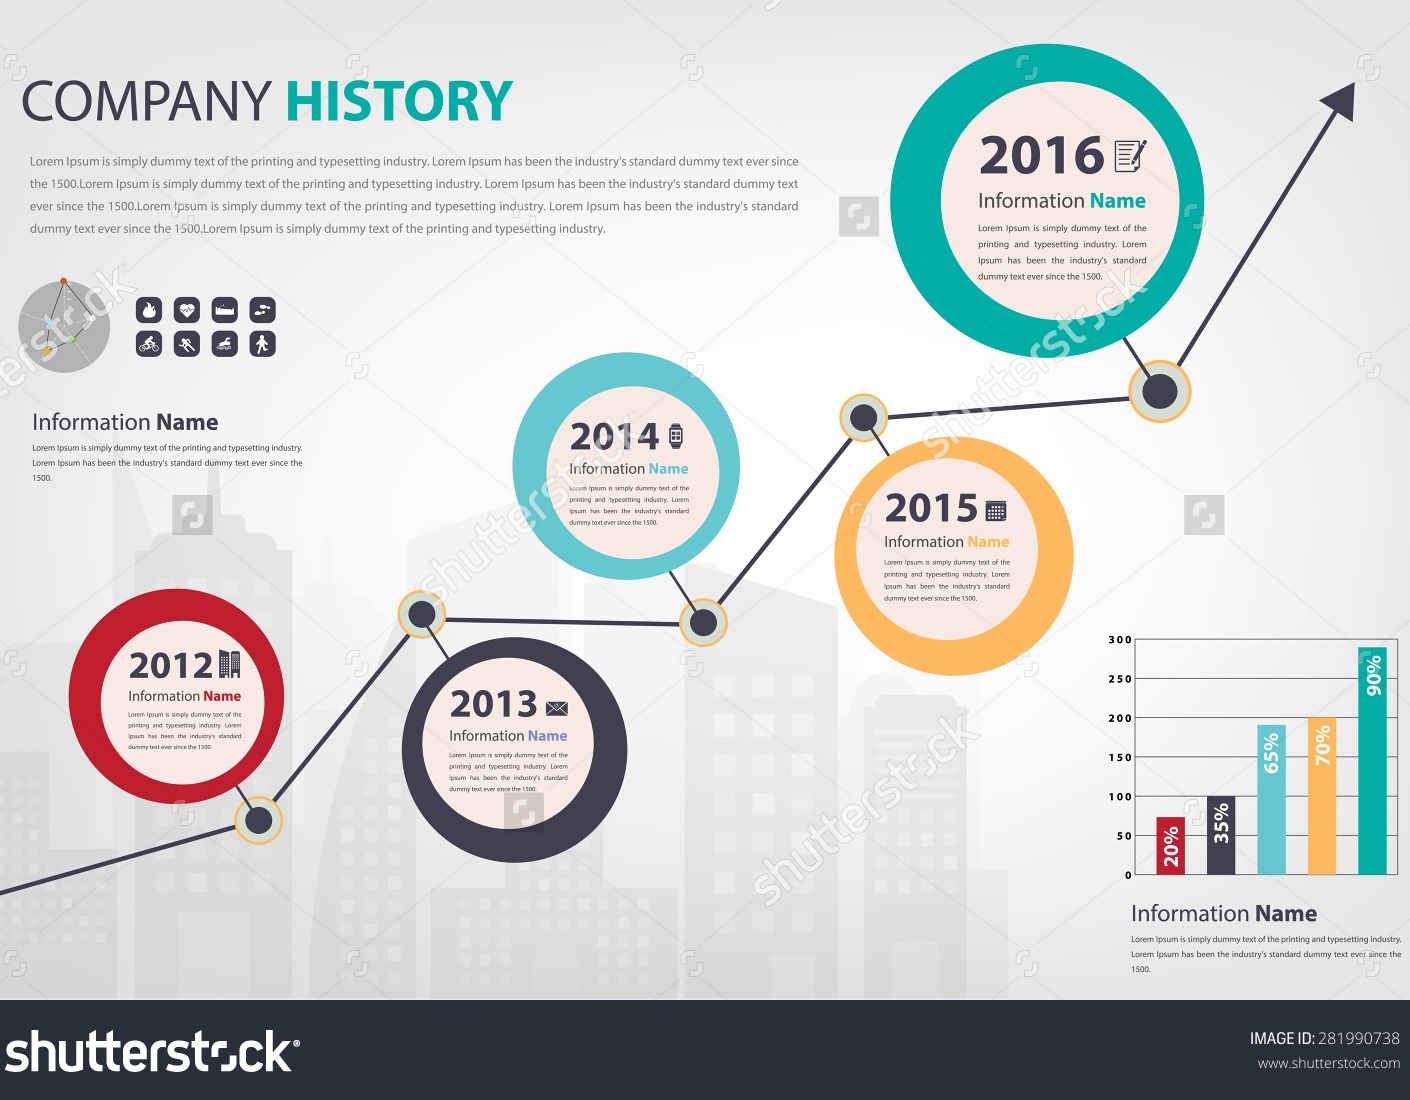 COMPANY HISTORY
Lorem Ipsum is simply dummy text of the printing and typesetting industry. Lorem Ipsum has been the industry's standard dummy text ever since
the 1500.Lorem Ipsum is simply dummy text of the printing and typesetting industry. Lorem Ipsum has been the industry's standard dummy text
ever since the 1500.Lorem Ipsum is simply dummy text of the printing and typesetting industry. Lorem Ipsum has been the industry's standard
dummy text ever since the 1500.Lorem Ipsum is simply dummy text of the printing and typesetting industry.
Information Name
Lorem Ipsum is simply dummy text of the printing and typesetting industry.
Lorem Ipsum has been the industry's standard dummy text ever since the
1500.
2012
Information Name
Lorem Ipsum is simply dummy text of the
printing and typesetting industry. Lorem
Ipsum has been the industry's standard
dummy text ever since the 1500.
2013
Information Name
Lorem Ipsum is simply dummy text of the
printing and typesetting industry. Lorem
Ipsum has been the industry's standard
dummy text ever since the 1500.
2014
Information Name
Lorem Ipsum is simply dummy text of the
printing and typesetting industry. Lorem
Ipsum has been the industry's standard
dummy text ever since the 1500.
2015
Information Name
Lorem Ipsum is simply dummy text of the
printing and typesetting industry. Lorem
Ipsum has been the industry's standard
dummy text ever since the 1500.
2016
Information Name
Lorem Ipsum is simply dummy text of the
printing and typesetting industry. Lorem
Ipsum has been the industry's standard
dummy text ever since the 1500.
300
250
200
150
100
50
0
20%
35%
65%
70%
90%
Information Name
Lorem Ipsum is simply dummy text of the printing and typesetting industry.
Lorem Ipsum has been the industry's standard dummy text ever since the
1500.
shutterstock
shutterstock
shutterstock
shutterstock
shutterstock®
IMAGE ID: 281990738
www.shutterstock.com